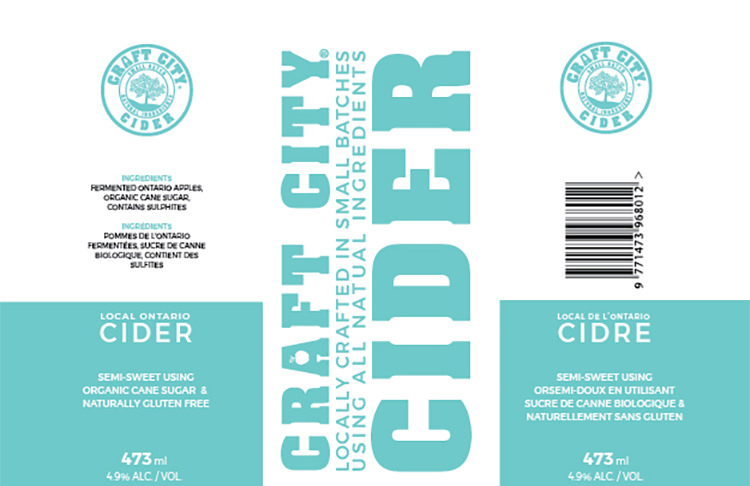 CRAFT CITY®
SMALL BATCH
NATURAL INGREDIENTS
CIDER
INGREDIENTS
FERMENTED ONTARIO APPLES,
ORGANIC CANE SUGAR,
CONTAINS SULPHITES
INGRÉDIENTS
POMMES DE L'ONTARIO
FERMENTÉES, SUCRE DE CANNE
BIOLOGIQUE, CONTIENT DES
SULFITES
LOCAL ONTARIO
CIDER
SEMI-SWEET USING
ORGANIC CANE SUGAR &
NATURALLY GLUTEN FREE
473 ml
4.9% ALC. / VOL.
CRAFT CITY®
LOCALLY CRAFTED IN SMALL BATCHES
USING ALL NATURAL INGREDIENTS
CIDER
CRAFT CITY®
SMALL BATCH
NATURAL INGREDIENTS
CIDER
9 771473 968012 >
LOCAL DE L'ONTARIO
CIDRE
SEMI-SWEET USING
ORSEMI-DOUX EN UTILISANT
SUCRE DE CANNE BIOLOGIQUE &
NATURELLEMENT SANS GLUTEN
473 ml
4.9% ALC. / VOL.